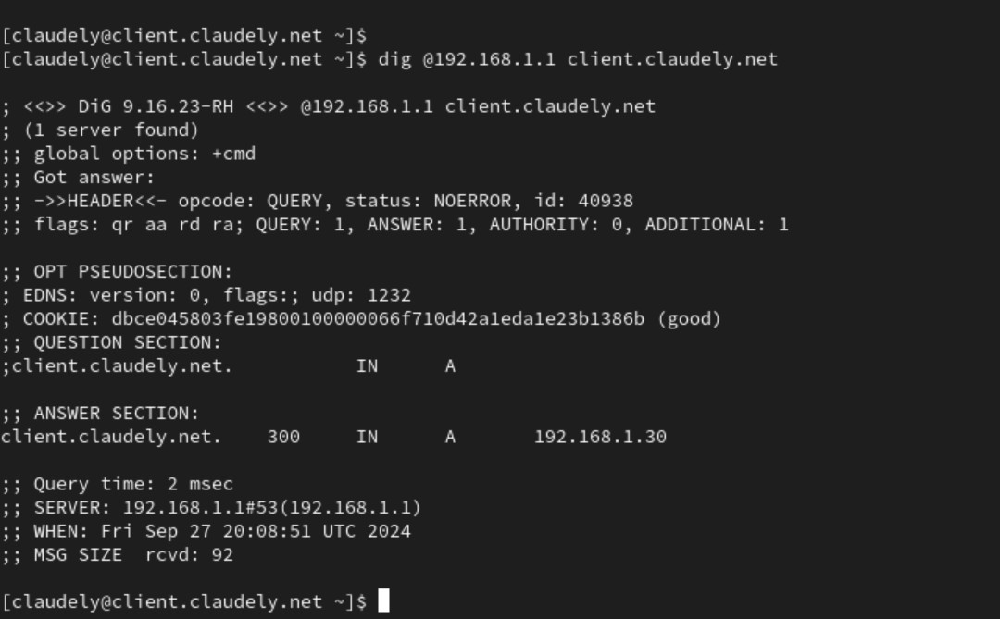 [claudely@client.claudely.net ~]$
[claudely@client.claudely.net ~]$ dig @192.168.1.1 client.claudely.net
; <<>> DiG 9.16.23-RH <<>> @192.168.1.1 client.claudely.net
; (1 server found)
;; global options: +cmd
;; Got answer:
;; ->>HEADER<<- opcode: QUERY, status: NOERROR, id: 40938
;; flags: qr aa rd ra; QUERY: 1, ANSWER: 1, AUTHORITY: 0, ADDITIONAL: 1
;; OPT PSEUDOSECTION:
; EDNS: version: 0, flags:; udp: 1232
; COOKIE: dbce045803fe19800100000066f710d42a1eda1e23b1386b (good)
;; QUESTION SECTION:
;client.claudely.net. IN A
;; ANSWER SECTION:
client.claudely.net. 300 IN A 192.168.1.30
;; Query time: 2 msec
;; SERVER: 192.168.1.1#53(192.168.1.1)
;; WHEN: Fri Sep 27 20:08:51 UTC 2024
;; MSG SIZE rcvd: 92
[claudely@client.claudely.net ~]$